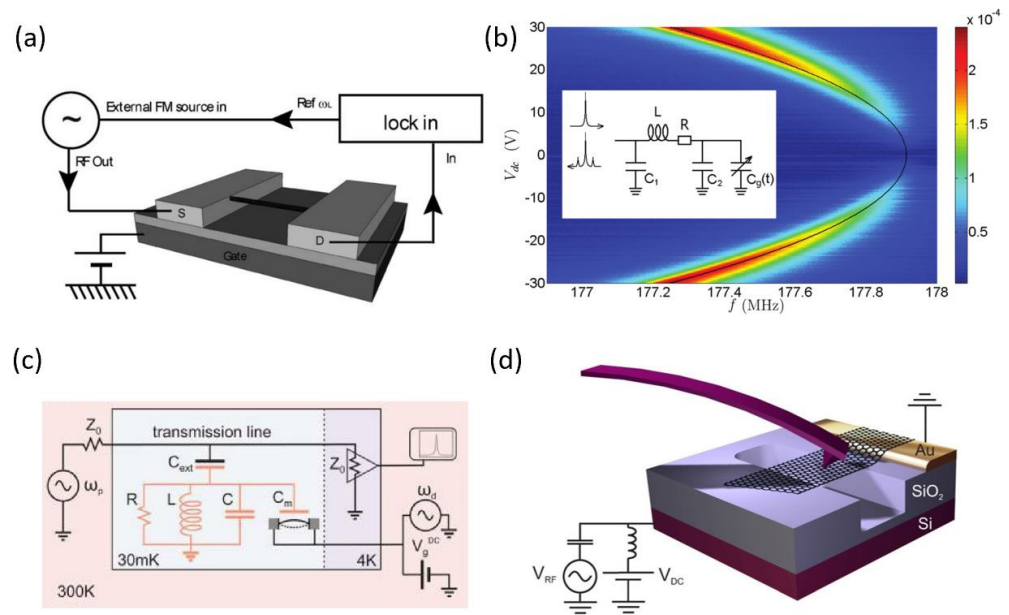 (a)
External FM source in
Ref ωL
lock in
~
RF Out
In
S
D
Gate
(b)
x 10⁻⁴
30
20
10
0
-10
-20
-30
V_dc (V)
L
R
C₁
C₂
C_g(t)
2
1.5
1
0.5
177
177.2
177.4
177.6
177.8
178
f (MHz)
(c)
Z₀
transmission line
C_ext
Z₀
ω_p
R
L
C
C_m
ω_d
V_g^DC
30mK
4K
300K
(d)
Au
SiO₂
Si
V_RF
V_DC